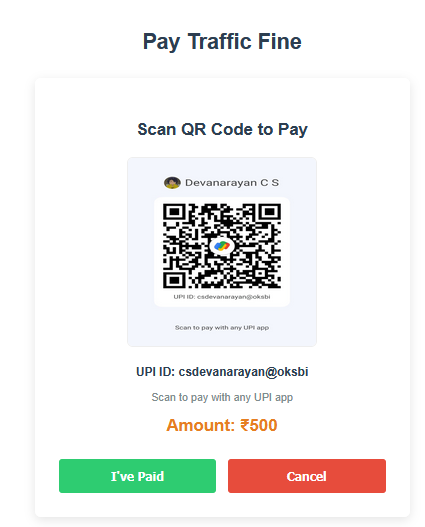 Pay Traffic Fine
Scan QR Code to Pay
Devanarayan C S
UPI ID: csdevanarayan@oksbi
Scan to pay with any UPI app
UPI ID: csdevanarayan@oksbi
Scan to pay with any UPI app
Amount: ₹500
I've Paid
Cancel